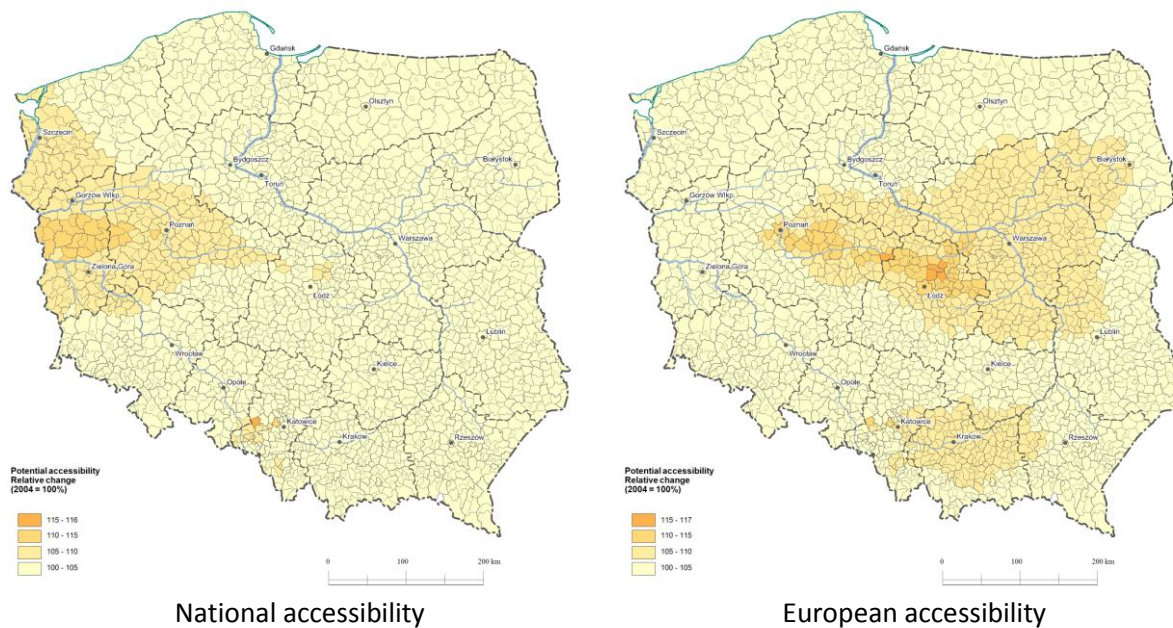 Gdańsk
Olsztyn
Szczecin
Białystok
Bydgoszcz
Toruń
Gorzów Wlkp.
Poznań
Warszawa
Zielona Góra
Łódź
Lublin
Wrocław
Kielce
Opole
Katowice
Kraków
Rzeszów
Potential accessibility
Relative change
(2004 = 100%)
115 - 116
110 - 115
105 - 110
100 - 105
0 100 200 km
National accessibility
Gdańsk
Olsztyn
Szczecin
Białystok
Bydgoszcz
Toruń
Gorzów Wlkp.
Poznań
Warszawa
Zielona Góra
Łódź
Lublin
Wrocław
Kielce
Opole
Katowice
Kraków
Rzeszów
Potential accessibility
Relative change
(2004 = 100%)
115 - 117
110 - 115
105 - 110
100 - 105
0 100 200 km
European accessibility